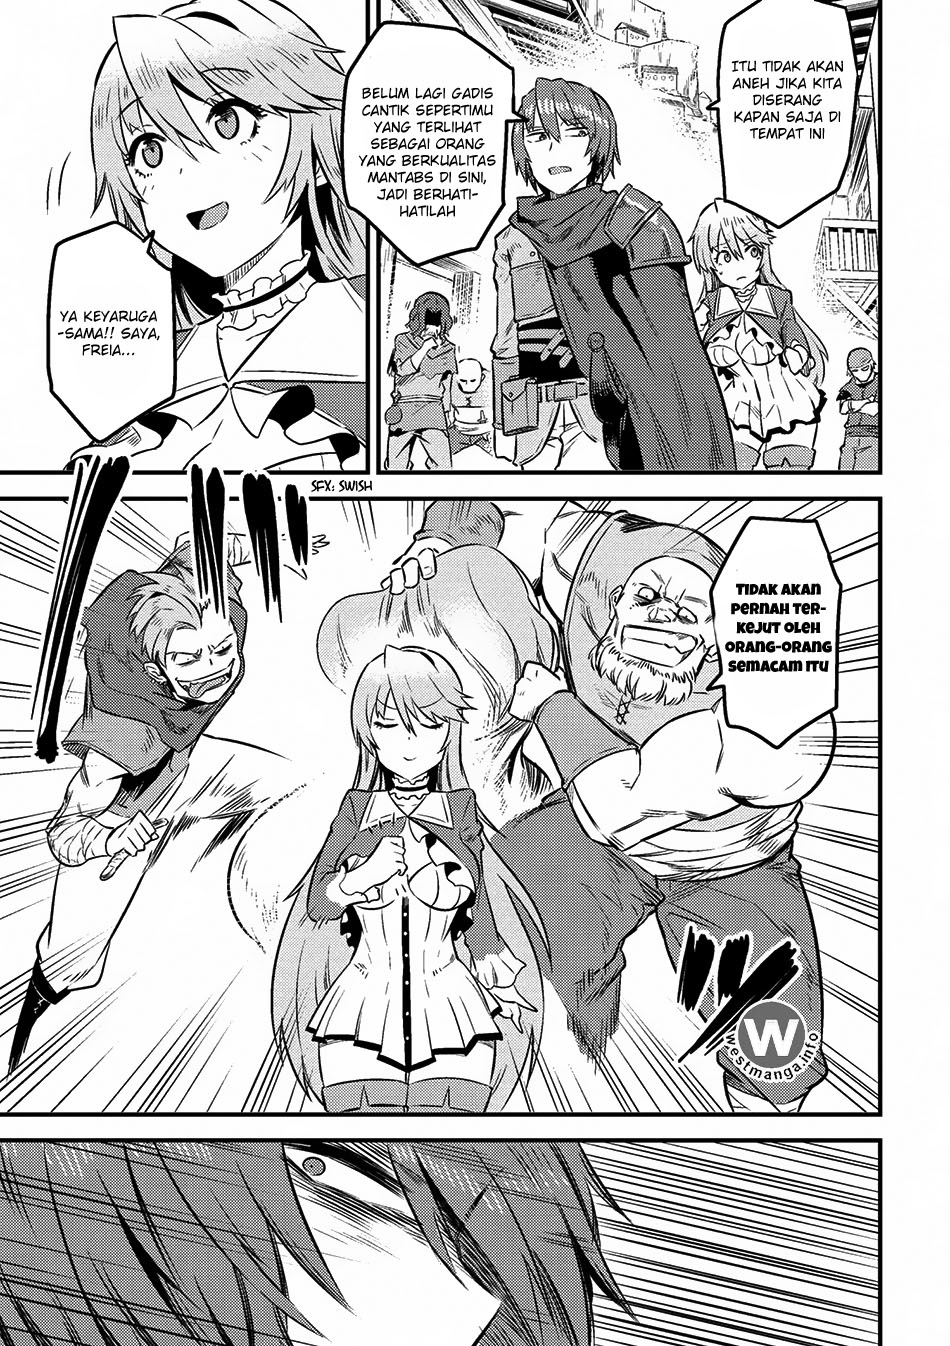 ITU TIDAK AKAN
ANEH JIKA KITA
DISERANG
KAPAN SAJA DI
TEMPAT INI
BELUM LAGI GADIS
CANTIK SEPERTIMU
YANG TERLIHAT
SEBAGAI ORANG
YANG BERKUALITAS
MANTABS DI SINI,
JADI BERHATI-
HATILAH
YA KEYARUGA
-SAMA!! SAYA,
FREIA...
SFX: SWISH
TIDAK AKAN
PERNAH TER-
KEJUT OLEH
ORANG-ORANG
SEMACAM ITU
W
westmanga.info